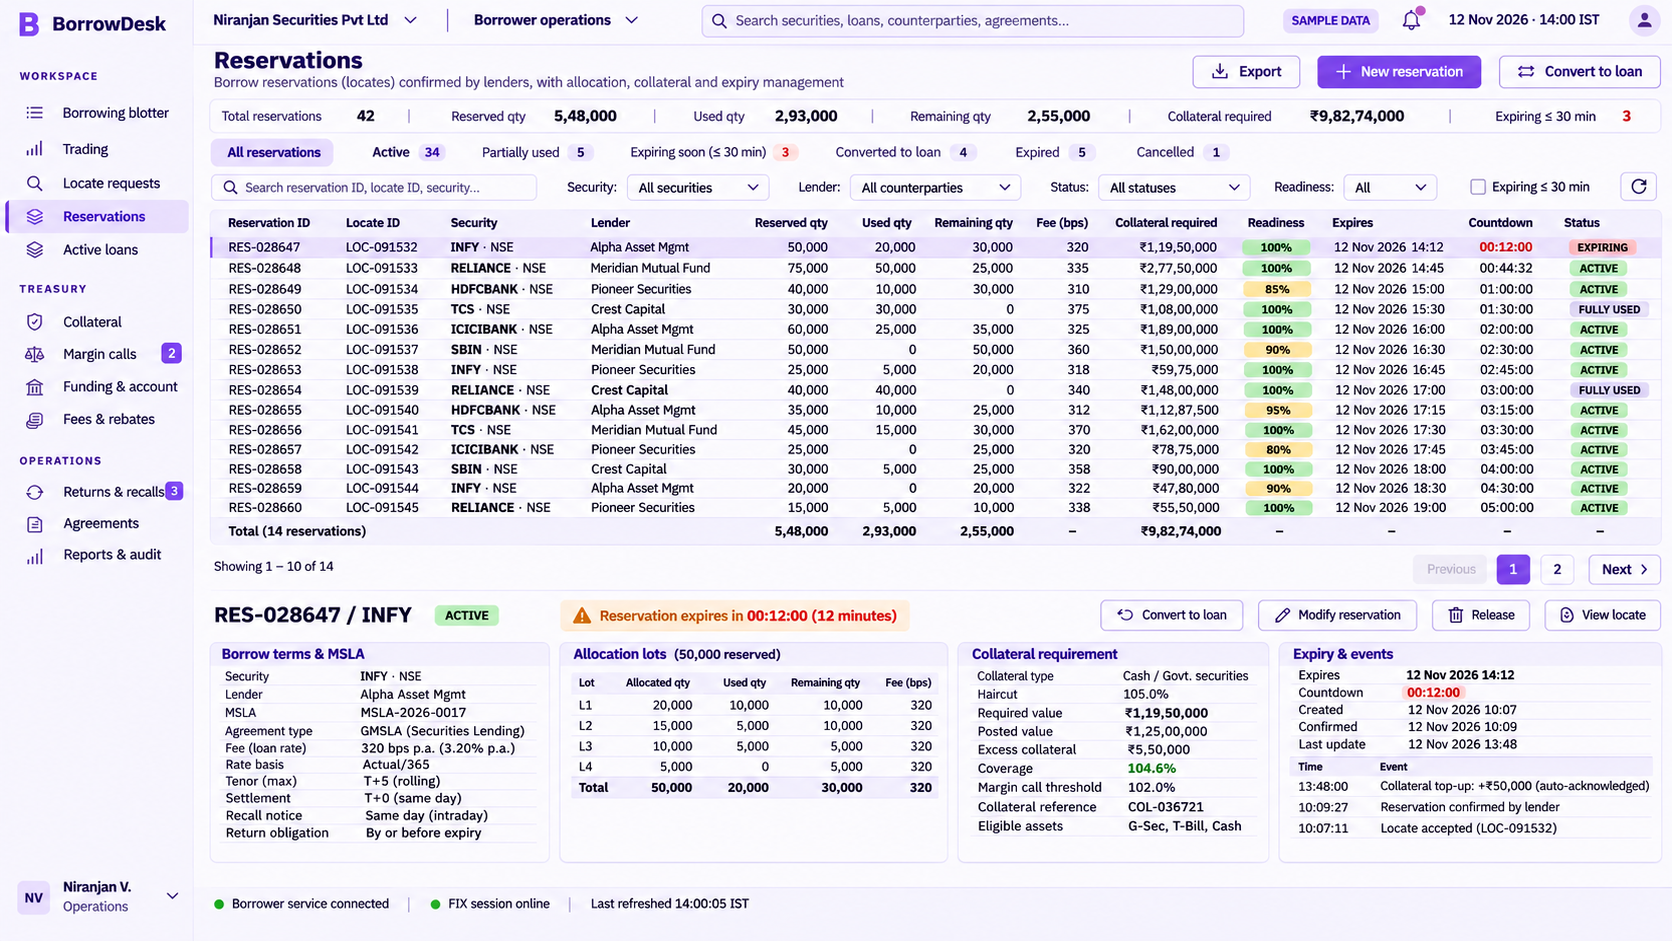 BorrowDesk
Niranjan Securities Pvt Ltd
Borrower operations
Search securities, loans, counterparties, agreements...
SAMPLE DATA
12 Nov 2026 · 14:00 IST
WORKSPACE
Borrowing blotter
Trading
Locate requests
Reservations
Active loans
TREASURY
Collateral
Margin calls 2
Funding & account
Fees & rebates
OPERATIONS
Returns & recalls 3
Agreements
Reports & audit
NV
Niranjan V.
Operations
Reservations
Borrow reservations (locates) confirmed by lenders, with allocation, collateral and expiry management
Export
New reservation
Convert to loan
Total reservations 42 | Reserved qty 5,48,000 | Used qty 2,93,000 | Remaining qty 2,55,000 | Collateral required ₹9,82,74,000 | Expiring ≤ 30 min 3
All reservations Active 34 Partially used 5 Expiring soon (≤ 30 min) 3 Converted to loan 4 Expired 5 Cancelled 1
Search reservation ID, locate ID, security... Security: All securities Lender: All counterparties Status: All statuses Readiness: All Expiring ≤ 30 min
Reservation ID Locate ID Security Lender Reserved qty Used qty Remaining qty Fee (bps) Collateral required Readiness Expires Countdown Status
RES-028647 LOC-091532 INFY · NSE Alpha Asset Mgmt 50,000 20,000 30,000 320 ₹1,19,50,000 100% 12 Nov 2026 14:12 00:12:00 EXPIRING
RES-028648 LOC-091533 RELIANCE · NSE Meridian Mutual Fund 75,000 50,000 25,000 335 ₹2,77,50,000 100% 12 Nov 2026 14:45 00:44:32 ACTIVE
RES-028649 LOC-091534 HDFCBANK · NSE Pioneer Securities 40,000 10,000 30,000 310 ₹1,29,00,000 85% 12 Nov 2026 15:00 01:00:00 ACTIVE
RES-028650 LOC-091535 TCS · NSE Crest Capital 30,000 30,000 0 375 ₹1,08,00,000 100% 12 Nov 2026 15:30 01:30:00 FULLY USED
RES-028651 LOC-091536 ICICIBANK · NSE Alpha Asset Mgmt 60,000 25,000 35,000 325 ₹1,89,00,000 100% 12 Nov 2026 16:00 02:00:00 ACTIVE
RES-028652 LOC-091537 SBIN · NSE Meridian Mutual Fund 50,000 0 50,000 360 ₹1,50,00,000 90% 12 Nov 2026 16:30 02:30:00 ACTIVE
RES-028653 LOC-091538 INFY · NSE Pioneer Securities 25,000 5,000 20,000 318 ₹59,75,000 100% 12 Nov 2026 16:45 02:45:00 ACTIVE
RES-028654 LOC-091539 RELIANCE · NSE Crest Capital 40,000 40,000 0 340 ₹1,48,00,000 100% 12 Nov 2026 17:00 03:00:00 FULLY USED
RES-028655 LOC-091540 HDFCBANK · NSE Alpha Asset Mgmt 35,000 10,000 25,000 312 ₹1,12,87,500 95% 12 Nov 2026 17:15 03:15:00 ACTIVE
RES-028656 LOC-091541 TCS · NSE Meridian Mutual Fund 45,000 15,000 30,000 370 ₹1,62,00,000 100% 12 Nov 2026 17:30 03:30:00 ACTIVE
RES-028657 LOC-091542 ICICIBANK · NSE Pioneer Securities 25,000 0 25,000 325 ₹78,75,000 80% 12 Nov 2026 17:45 03:45:00 ACTIVE
RES-028658 LOC-091543 SBIN · NSE Crest Capital 30,000 5,000 25,000 358 ₹90,00,000 100% 12 Nov 2026 18:00 04:00:00 ACTIVE
RES-028659 LOC-091544 INFY · NSE Alpha Asset Mgmt 20,000 0 20,000 322 ₹47,80,000 90% 12 Nov 2026 18:30 04:30:00 ACTIVE
RES-028660 LOC-091545 RELIANCE · NSE Pioneer Securities 15,000 5,000 10,000 338 ₹55,50,000 100% 12 Nov 2026 19:00 05:00:00 ACTIVE
Total (14 reservations) 5,48,000 2,93,000 2,55,000 – ₹9,82,74,000 – – – –
Showing 1 – 10 of 14
Previous 1 2 Next
RES-028647 / INFY ACTIVE
Reservation expires in 00:12:00 (12 minutes)
Convert to loan
Modify reservation
Release
View locate
Borrow terms & MSLA
Security INFY · NSE
Lender Alpha Asset Mgmt
MSLA MSLA-2026-0017
Agreement type GMSLA (Securities Lending)
Fee (loan rate) 320 bps p.a. (3.20% p.a.)
Rate basis Actual/365
Tenor (max) T+5 (rolling)
Settlement T+0 (same day)
Recall notice Same day (intraday)
Return obligation By or before expiry
Allocation lots (50,000 reserved)
Lot Allocated qty Used qty Remaining qty Fee (bps)
L1 20,000 10,000 10,000 320
L2 15,000 5,000 10,000 320
L3 10,000 5,000 5,000 320
L4 5,000 0 5,000 320
Total 50,000 20,000 30,000 320
Collateral requirement
Collateral type Cash / Govt. securities
Haircut 105.0%
Required value ₹1,19,50,000
Posted value ₹1,25,00,000
Excess collateral ₹5,50,000
Coverage 104.6%
Margin call threshold 102.0%
Collateral reference COL-036721
Eligible assets G-Sec, T-Bill, Cash
Expiry & events
Expires 12 Nov 2026 14:12
Countdown 00:12:00
Created 12 Nov 2026 10:07
Confirmed 12 Nov 2026 10:09
Last update 12 Nov 2026 13:48
Time Event
13:48:00 Collateral top-up: +₹50,000 (auto-acknowledged)
10:09:27 Reservation confirmed by lender
10:07:11 Locate accepted (LOC-091532)
Borrower service connected | FIX session online | Last refreshed 14:00:05 IST